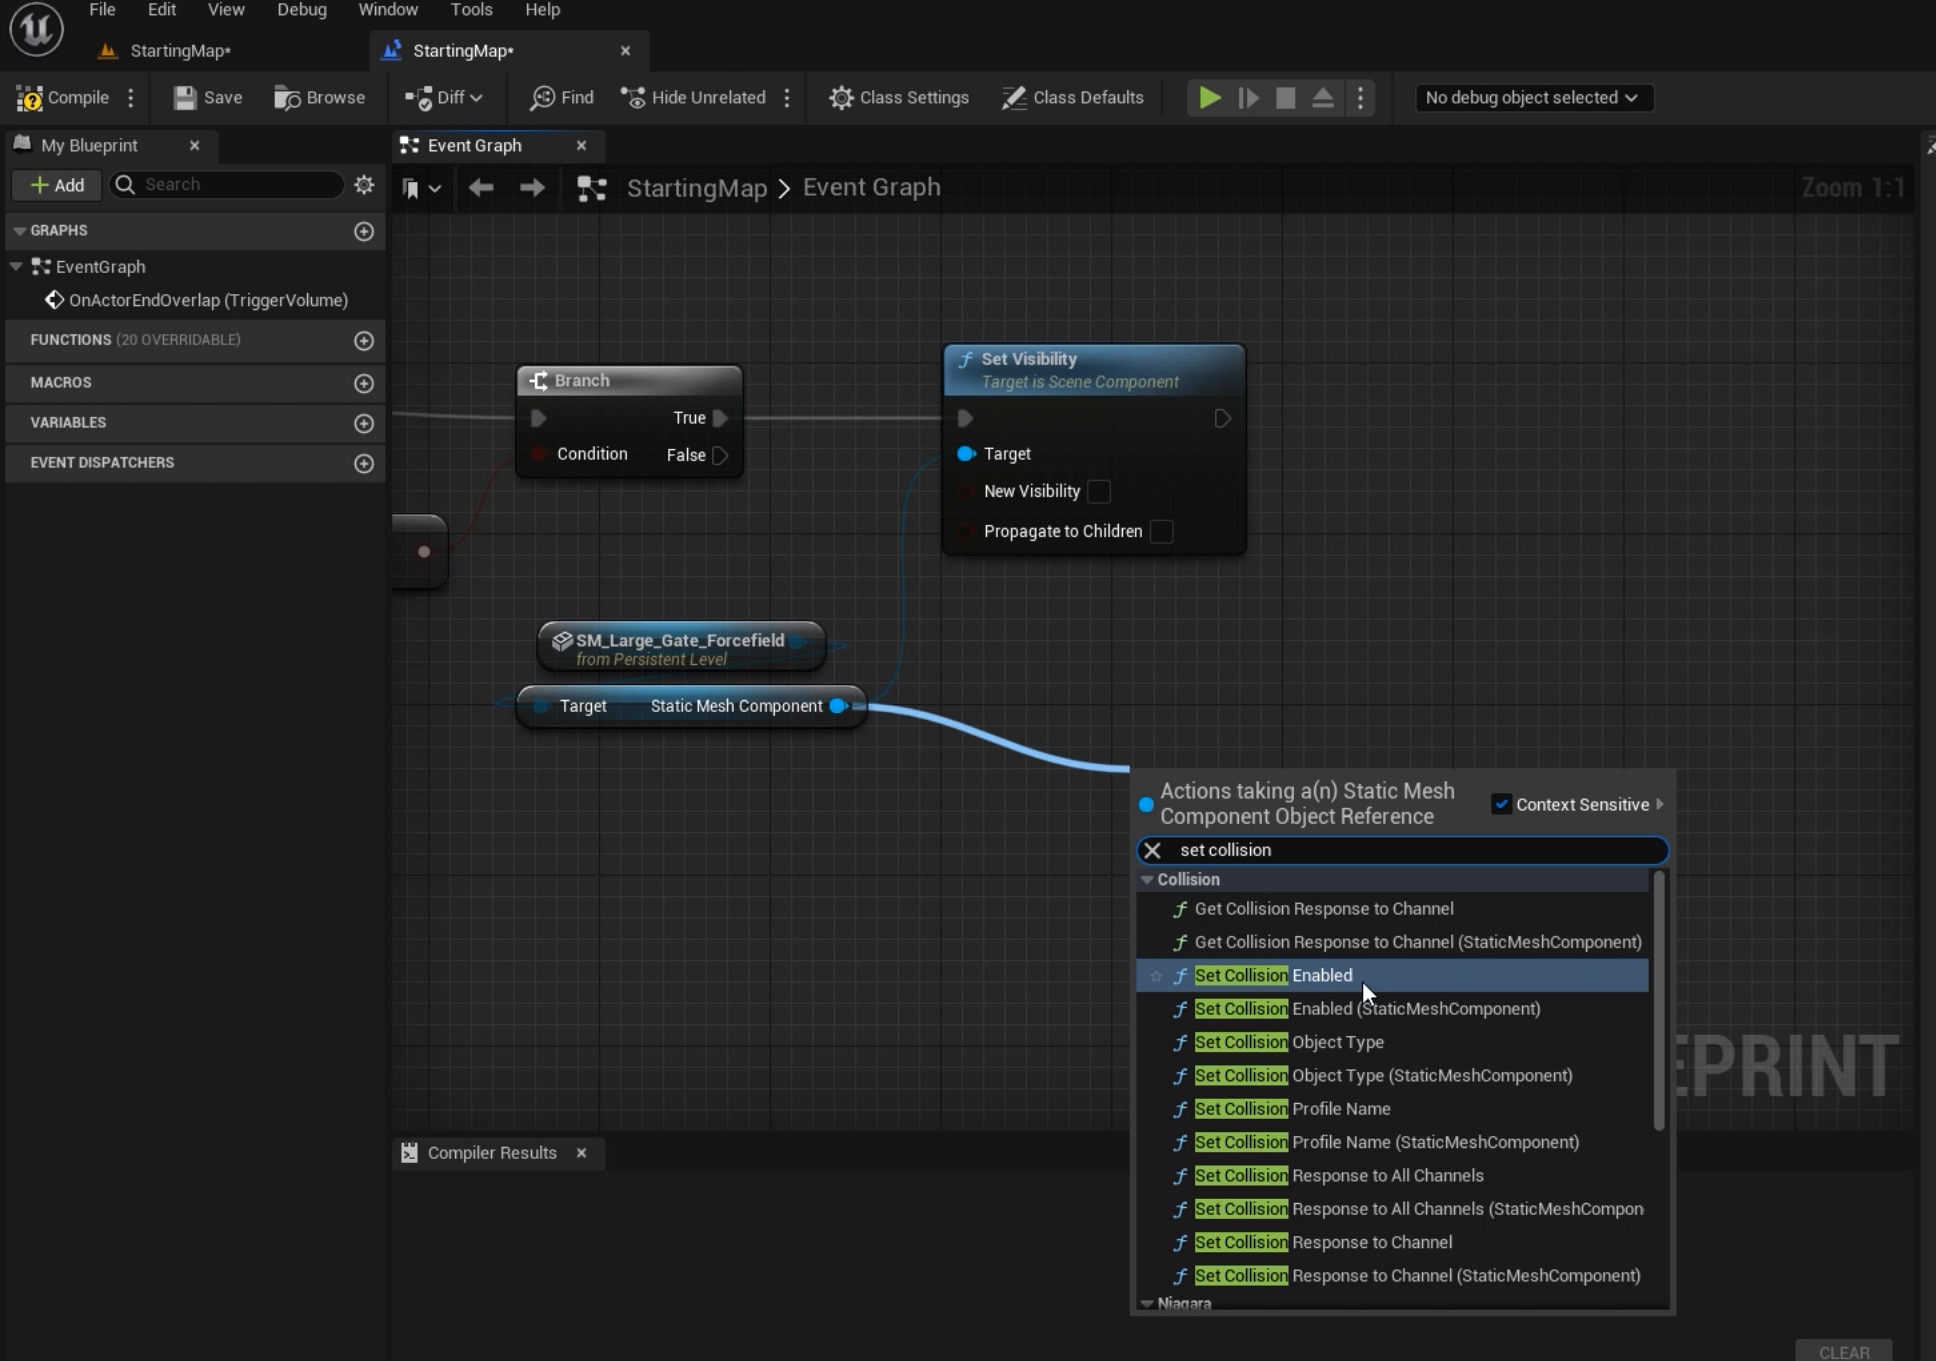 File Edit View Debug Window Tools Help
StartingMap*
StartingMap*
Compile
Save
Browse
Diff
Find
Hide Unrelated
Class Settings
Class Defaults
No debug object selected
My Blueprint
Event Graph
Add
Search
StartingMap > Event Graph
Zoom 1:1
GRAPHS
EventGraph
OnActorEndOverlap (TriggerVolume)
FUNCTIONS (20 OVERRIDABLE)
MACROS
VARIABLES
EVENT DISPATCHERS
Branch
True
Condition
False
Set Visibility
Target is Scene Component
Target
New Visibility
Propagate to Children
SM_Large_Gate_Forcefield
from Persistent Level
Target
Static Mesh Component
Actions taking a(n) Static Mesh
Component Object Reference
Context Sensitive
set collision
Collision
Get Collision Response to Channel
Get Collision Response to Channel (StaticMeshComponent)
Set Collision Enabled
Set Collision Enabled (StaticMeshComponent)
Set Collision Object Type
Set Collision Object Type (StaticMeshComponent)
Set Collision Profile Name
Set Collision Profile Name (StaticMeshComponent)
Set Collision Response to All Channels
Set Collision Response to All Channels (StaticMeshCompon
Set Collision Response to Channel
Set Collision Response to Channel (StaticMeshComponent)
Niagara
EPRINT
Compiler Results
CLEAR